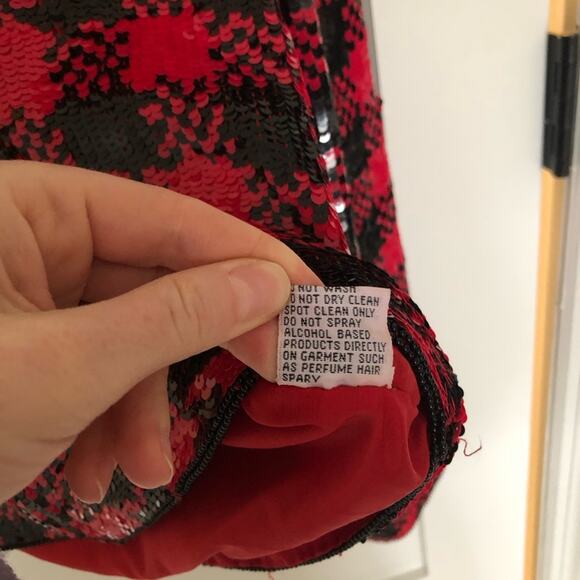 DO NOT WASH
DO NOT DRY CLEAN
SPOT CLEAN ONLY
DO NOT SPRAY
ALCOHOL BASED
PRODUCTS DIRECTLY
ON GARMENT SUCH
AS PERFUME HAIR
SPARY